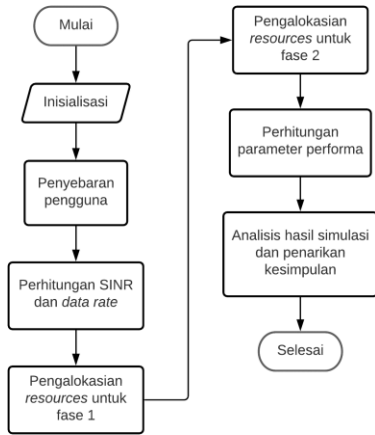 Mulai
Inisialisasi
Penyebaran
pengguna
Perhitungan SINR
dan data rate
Pengalokasian
resources untuk
fase 1
Pengalokasian
resources untuk
fase 2
Perhitungan
parameter performa
Analisis hasil simulasi
dan penarikan
kesimpulan
Selesai